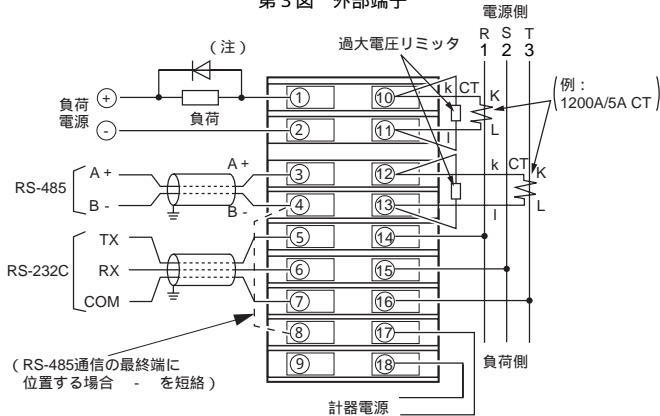 第3図 外部端子
電源側
R S T
1 2 3
(注)
過大電圧リミッタ
k CT K
L
l
(例:
1200A/5A CT)
負荷
電源
+
-
負荷
① ⑩
② ⑪
RS-485
A +
B -
A +
B -
③ ⑫
④ ⑬
k CT K
L
l
RS-232C
TX
RX
COM
⑤ ⑭
⑥ ⑮
⑦ ⑯
⑧ ⑰
⑨ ⑱
(RS-485通信の最終端に
位置する場合 - を短絡)
負荷側
計器電源